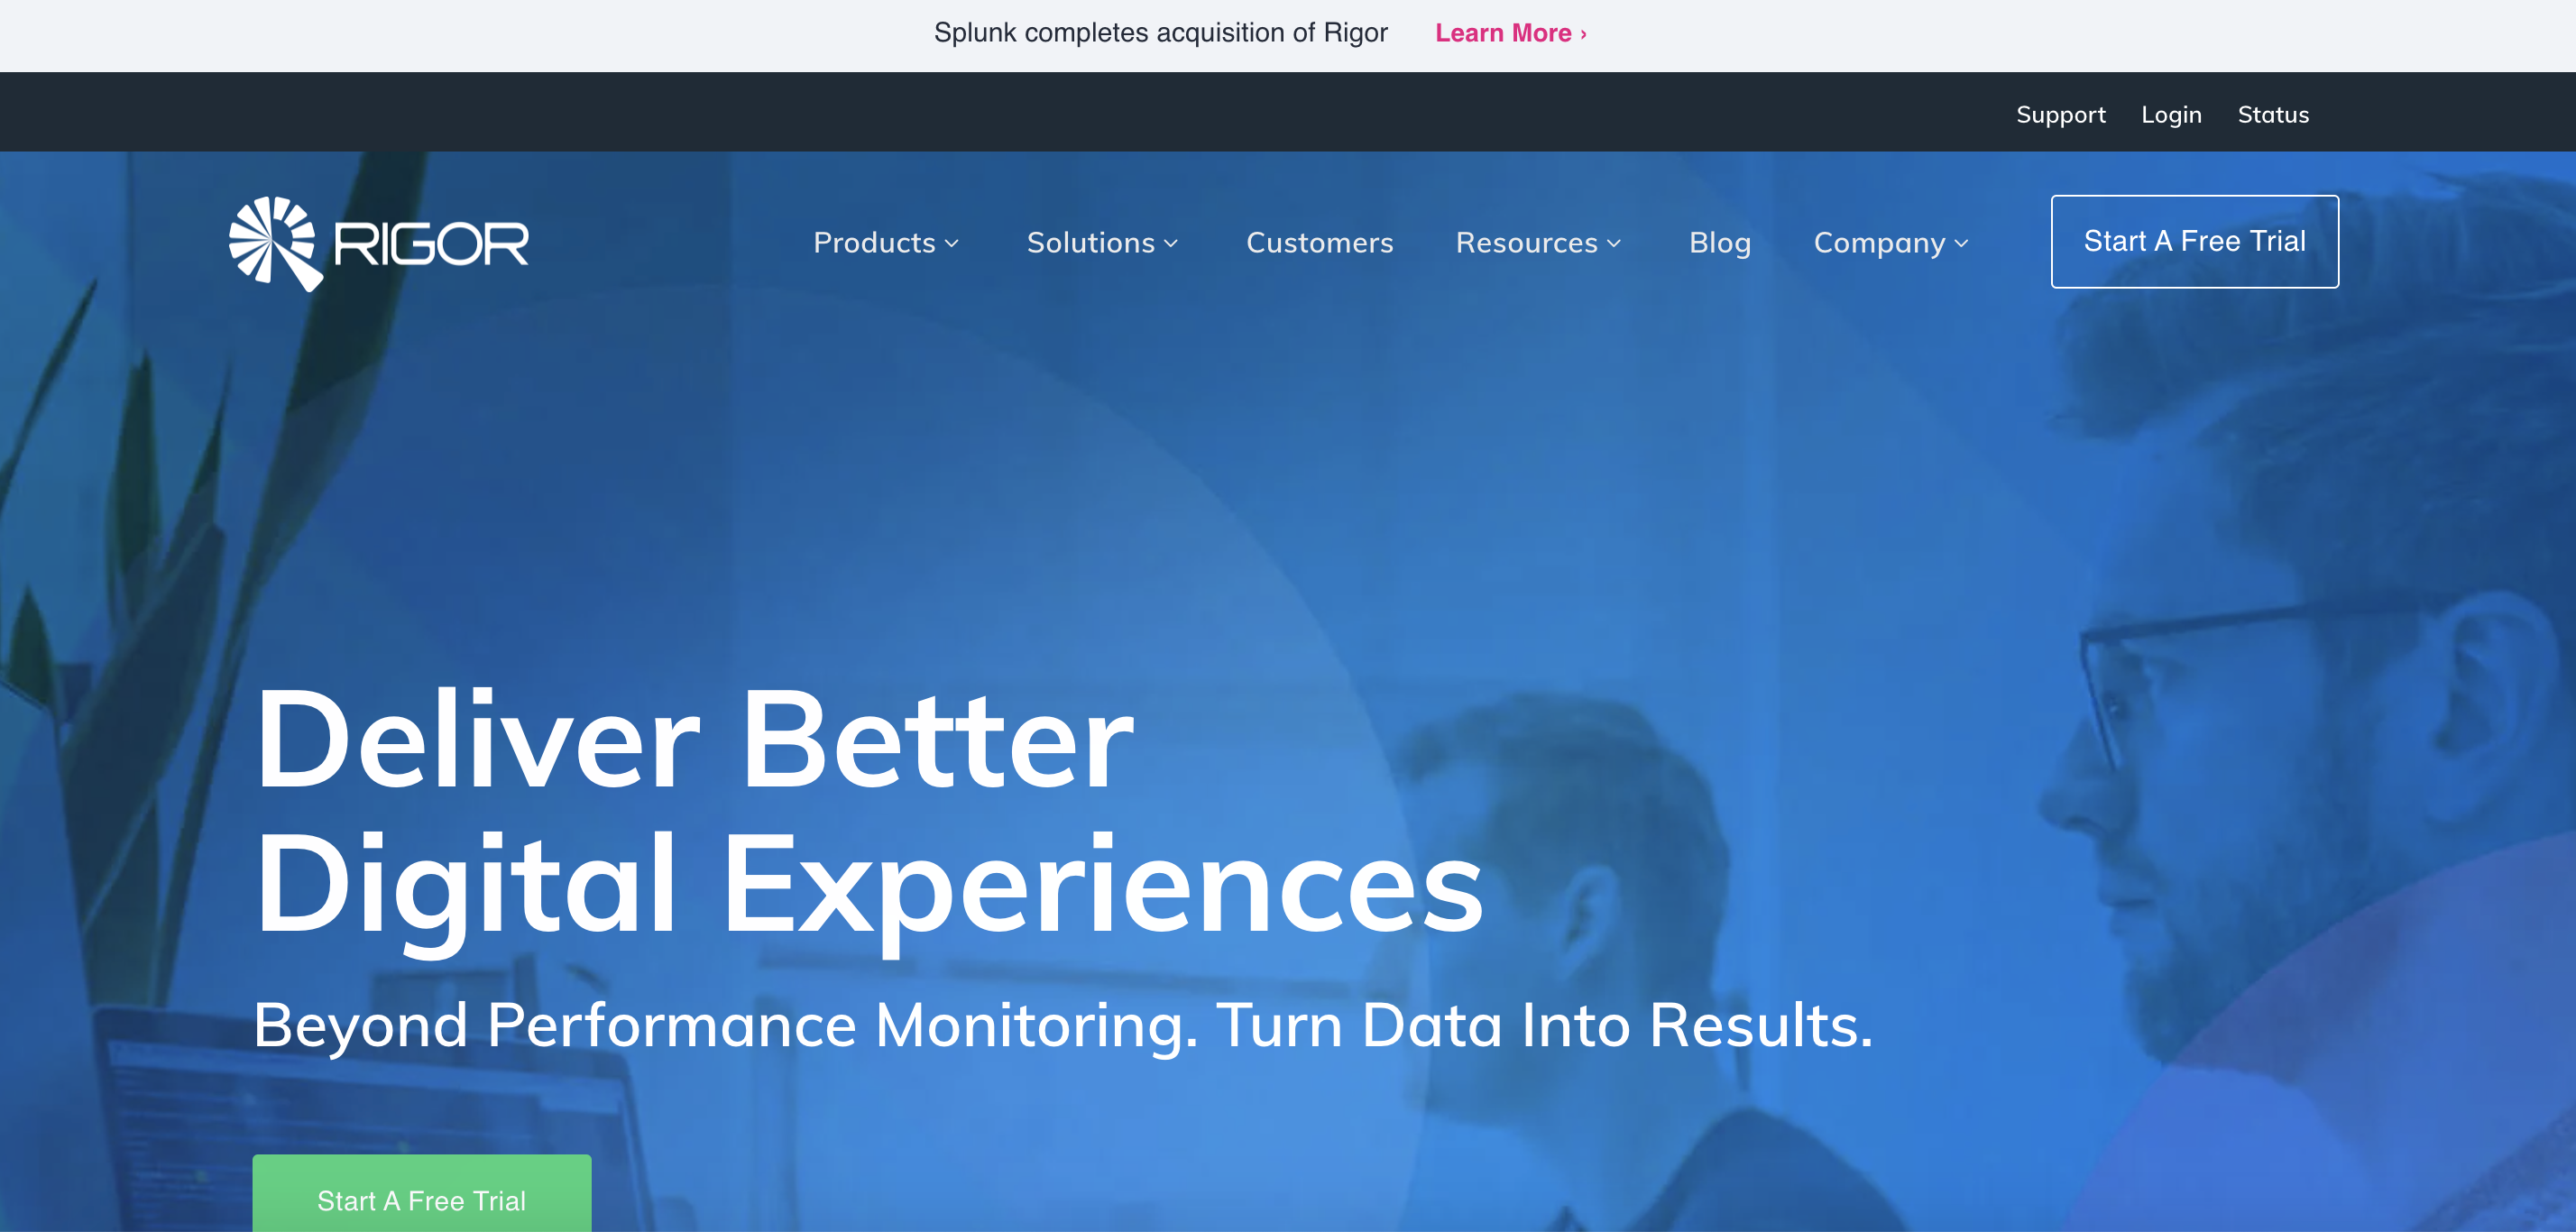 Splunk completes acquisition of Rigor Learn More ›
Support Login Status
RIGOR Products Solutions Customers Resources Blog Company Start A Free Trial
Deliver Better
Digital Experiences
Beyond Performance Monitoring. Turn Data Into Results.
Start A Free Trial